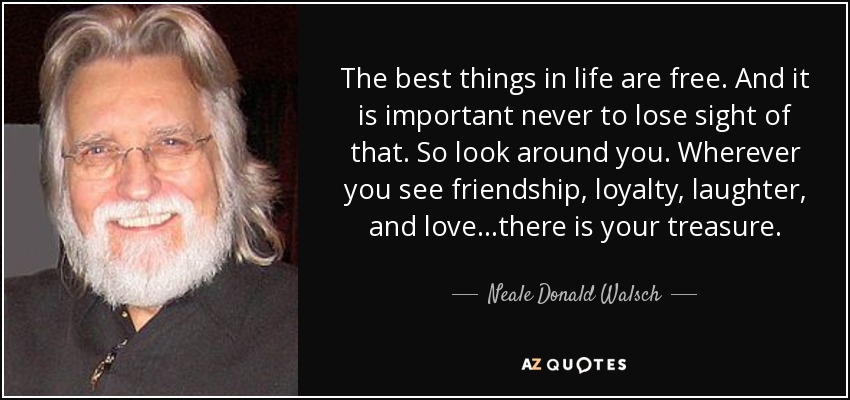 The best things in life are free. And it
is important never to lose sight of
that. So look around you. Wherever
you see friendship, loyalty, laughter,
and love...there is your treasure.
Neale Donald Walsch
AZ QUOTES